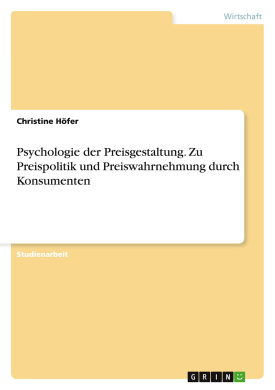 Wirtschaft
Christine Höfer
Psychologie der Preisgestaltung. Zu
Preispolitik und Preiswahrnehmung durch
Konsumenten
Studienarbeit
GRIN